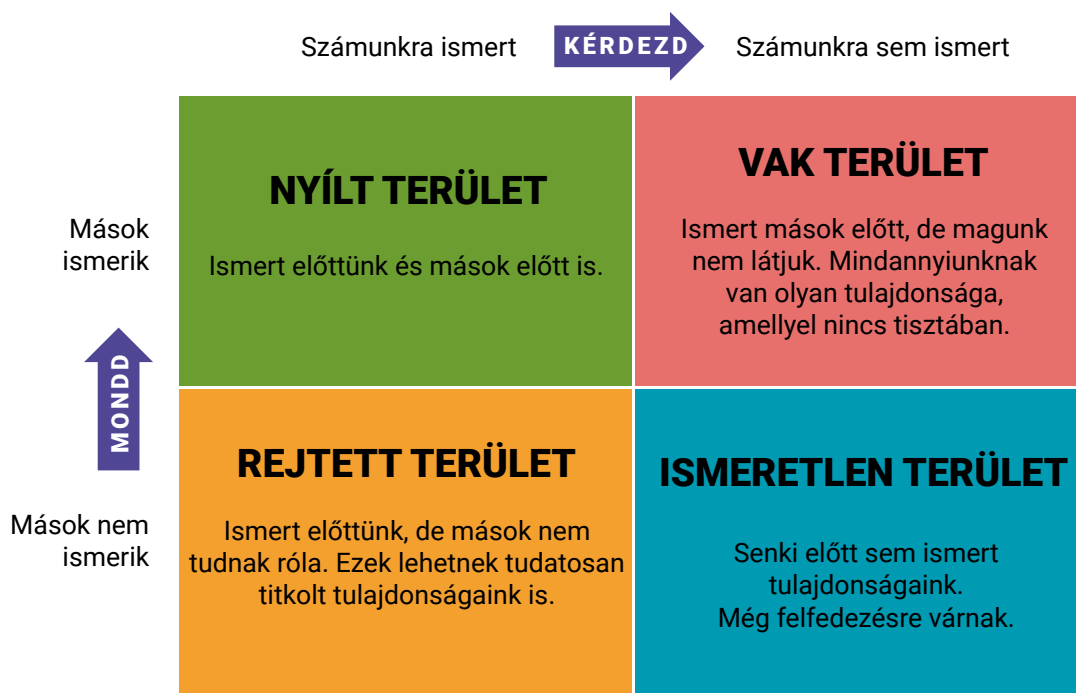 Számunkra ismert
KÉRDEZD
Számunkra sem ismert
Mások
ismerik
NYÍLT TERÜLET
Ismert előttünk és mások előtt is.
VAK TERÜLET
Ismert mások előtt, de magunk
nem látjuk. Mindannyiunknak
van olyan tulajdonsága,
amellyel nincs tisztában.
MONDD
Mások nem
ismerik
REJTETT TERÜLET
Ismert előttünk, de mások nem
tudnak róla. Ezek lehetnek tudatosan
titkolt tulajdonságaink is.
ISMERETLEN TERÜLET
Senki előtt sem ismert
tulajdonságaink.
Még felfedezésre várnak.